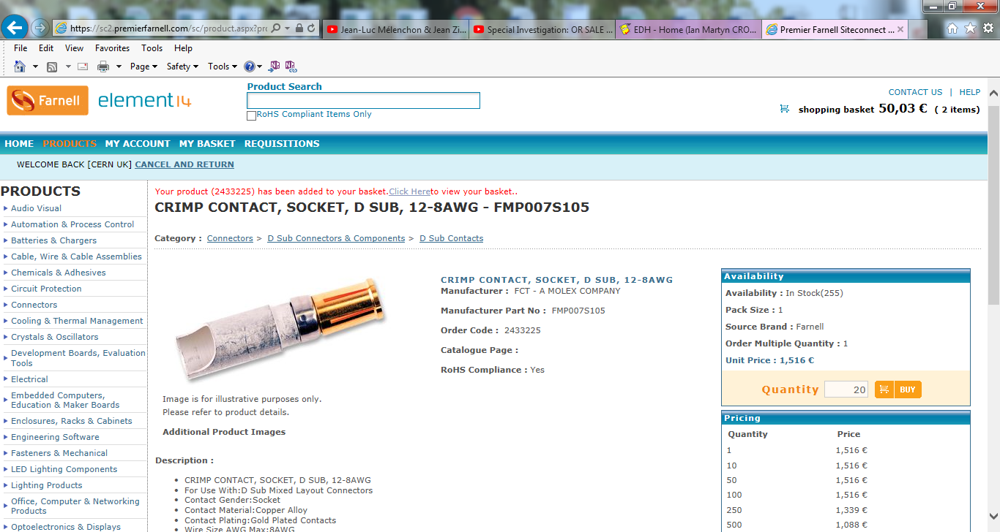 https://sc2.premierfarnell.com/sc/product.aspx?pro
Jean-Luc Mélenchon & Jean Zi...
Special Investigation: OR SALE ...
EDH - Home (Ian Martyn CRO...
Premier Farnell Siteconnect ...
File Edit View Favorites Tools Help
Page Safety Tools
Farnell element14
Product Search
RoHS Compliant Items Only
CONTACT US | HELP
shopping basket 50,03 € ( 2 items)
HOME PRODUCTS MY ACCOUNT MY BASKET REQUISITIONS
WELCOME BACK [CERN UK] CANCEL AND RETURN
PRODUCTS
Audio Visual
Automation & Process Control
Batteries & Chargers
Cable, Wire & Cable Assemblies
Chemicals & Adhesives
Circuit Protection
Connectors
Cooling & Thermal Management
Crystals & Oscillators
Development Boards, Evaluation
Tools
Electrical
Embedded Computers,
Education & Maker Boards
Enclosures, Racks & Cabinets
Engineering Software
Fasteners & Mechanical
LED Lighting Components
Lighting Products
Office, Computer & Networking
Products
Optoelectronics & Displays
Your product (2433225) has been added to your basket.Click Hereto view your basket..
CRIMP CONTACT, SOCKET, D SUB, 12-8AWG - FMP007S105
Category : Connectors > D Sub Connectors & Components > D Sub Contacts
Image is for illustrative purposes only.
Please refer to product details.
Additional Product Images
CRIMP CONTACT, SOCKET, D SUB, 12-8AWG
Manufacturer : FCT - A MOLEX COMPANY
Manufacturer Part No : FMP007S105
Order Code : 2433225
Catalogue Page :
RoHS Compliance : Yes
Description :
CRIMP CONTACT, SOCKET, D SUB, 12-8AWG
For Use With:D Sub Mixed Layout Connectors
Contact Gender:Socket
Contact Material:Copper Alloy
Contact Plating:Gold Plated Contacts
Wire Size AWG Max:8AWG
Availability
Availability : In Stock(255)
Pack Size : 1
Source Brand : Farnell
Order Multiple Quantity : 1
Unit Price : 1,516 €
Quantity 20 BUY
Pricing
Quantity Price
1 1,516 €
10 1,516 €
50 1,516 €
100 1,516 €
250 1,339 €
500 1,088 €